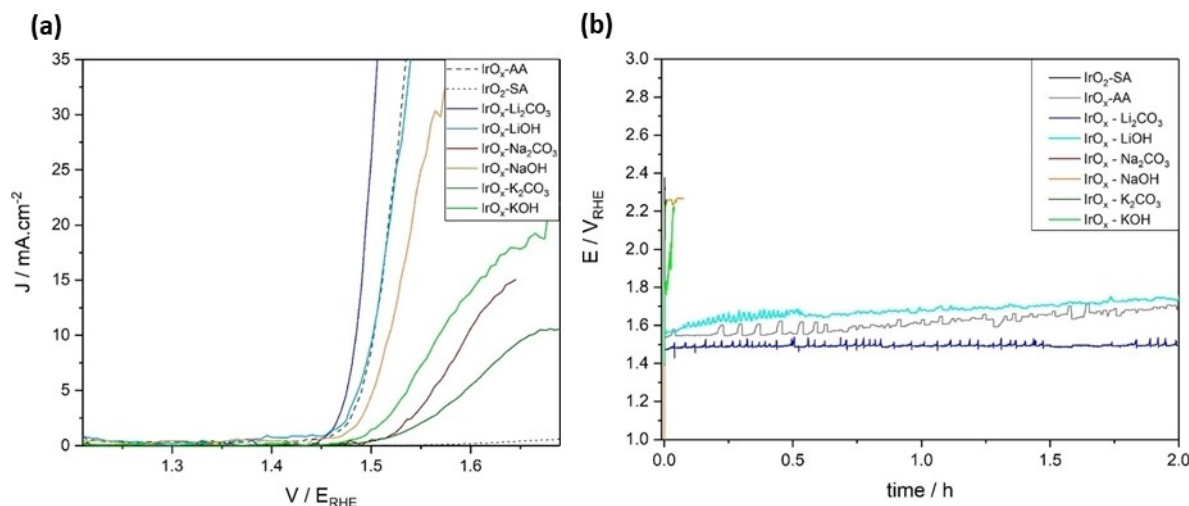 (a)
35
30
25
20
15
10
5
0
J / mA.cm⁻²
IrOₓ-AA
IrO₂-SA
IrOₓ-Li₂CO₃
IrOₓ-LiOH
IrOₓ-Na₂CO₃
IrOₓ-NaOH
IrOₓ-K₂CO₃
IrOₓ-KOH
1.3 1.4 1.5 1.6
V / E_RHE
(b)
3.0
2.8
2.6
2.4
2.2
2.0
1.8
1.6
1.4
1.2
1.0
E / V_RHE
IrO₂-SA
IrOₓ-AA
IrOₓ - Li₂CO₃
IrOₓ - LiOH
IrOₓ - Na₂CO₃
IrOₓ - NaOH
IrOₓ - K₂CO₃
IrOₓ - KOH
0.0 0.5 1.0 1.5 2.0
time / h